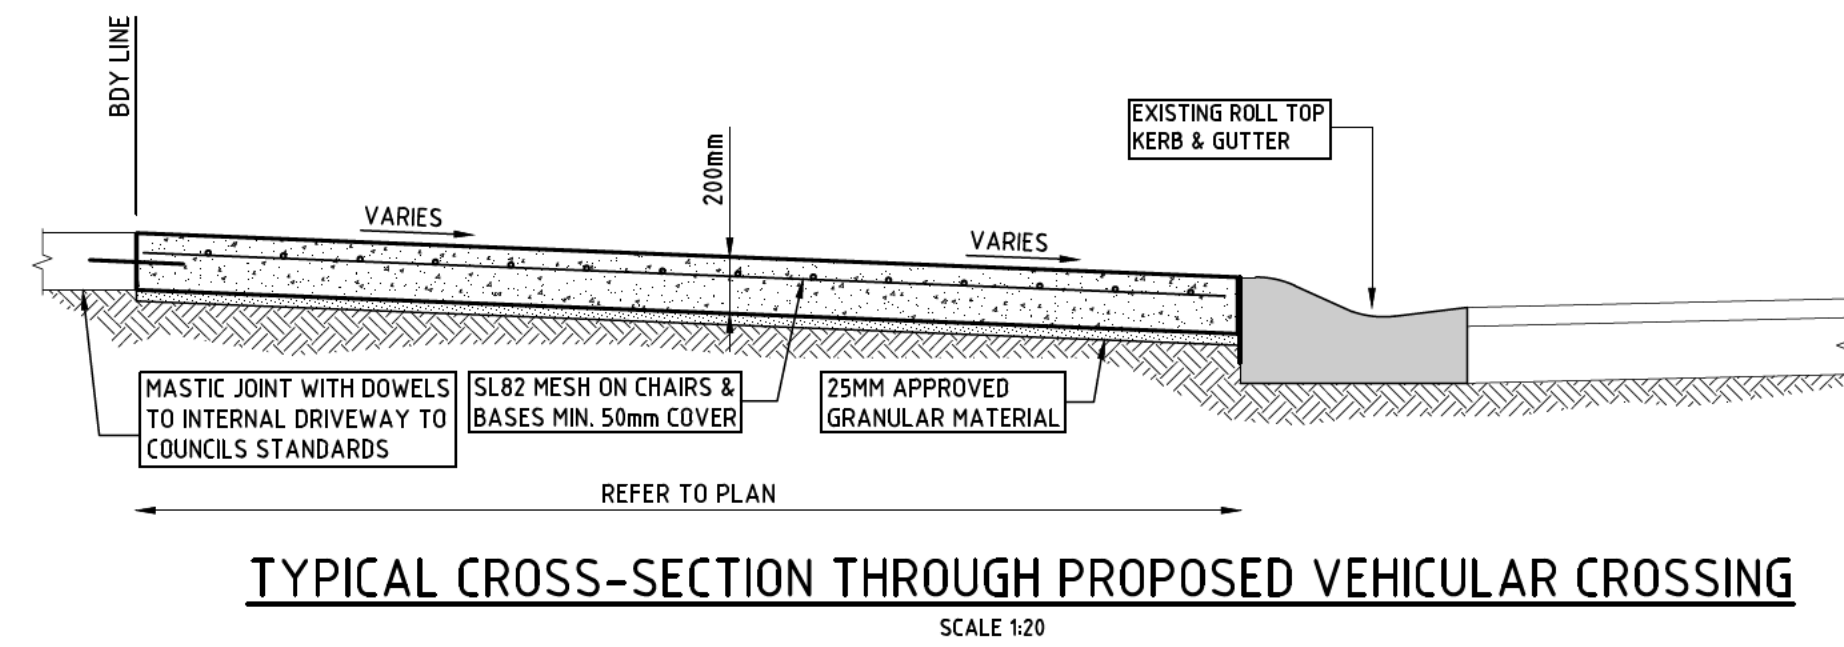 BDY LINE
EXISTING ROLL TOP
KERB & GUTTER
200mm
VARIES
VARIES
MASTIC JOINT WITH DOWELS
TO INTERNAL DRIVEWAY TO
COUNCILS STANDARDS
SL82 MESH ON CHAIRS &
BASES MIN. 50mm COVER
25MM APPROVED
GRANULAR MATERIAL
REFER TO PLAN
TYPICAL CROSS-SECTION THROUGH PROPOSED VEHICULAR CROSSING
SCALE 1:20